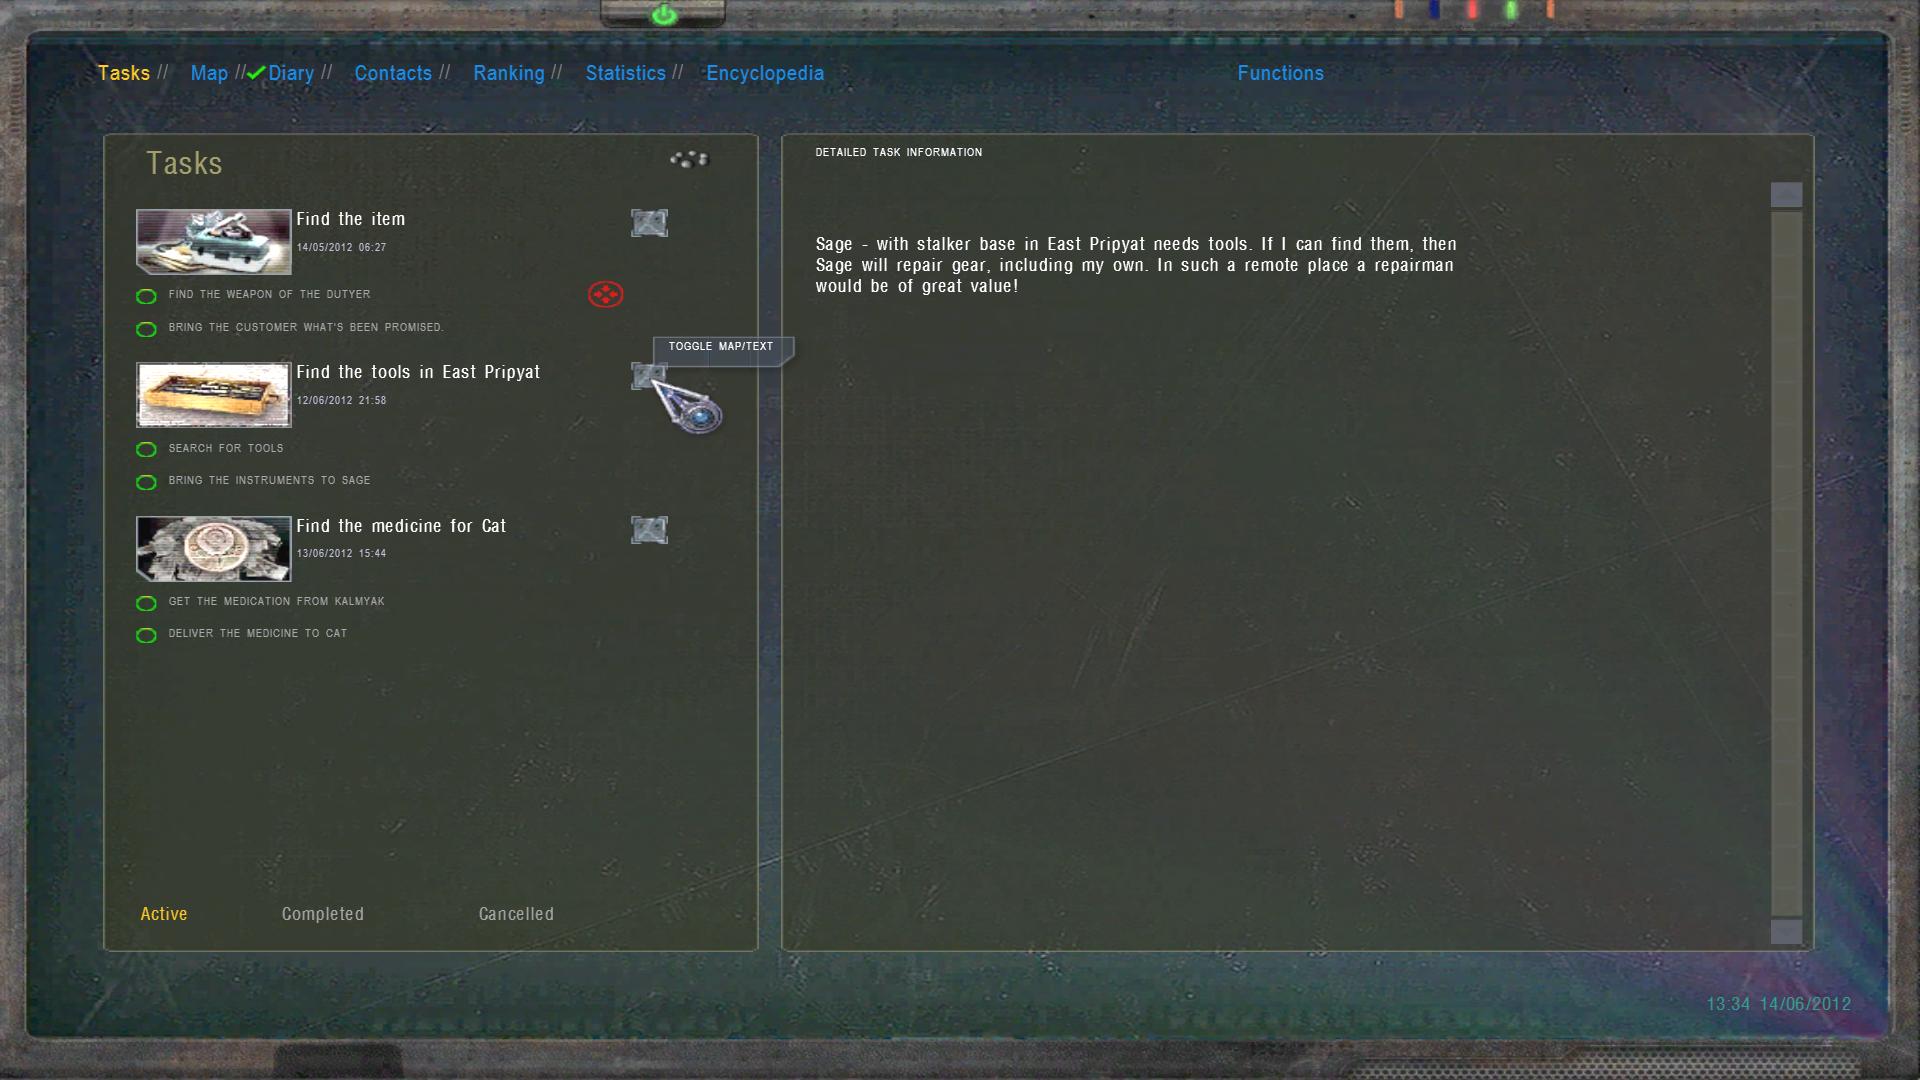 Tasks // Map // Diary // Contacts // Ranking // Statistics // Encyclopedia Functions
Tasks
Find the item
14/05/2012 06:27
FIND THE WEAPON OF THE DUTYER
BRING THE CUSTOMER WHAT'S BEEN PROMISED.
TOGGLE MAP/TEXT
Find the tools in East Pripyat
12/06/2012 21:58
SEARCH FOR TOOLS
BRING THE INSTRUMENTS TO SAGE
Find the medicine for Cat
13/06/2012 15:44
GET THE MEDICATION FROM KALMYAK
DELIVER THE MEDICINE TO CAT
Active Completed Cancelled
DETAILED TASK INFORMATION
Sage - with stalker base in East Pripyat needs tools. If I can find them, then
Sage will repair gear, including my own. In such a remote place a repairman
would be of great value!
13:34 14/06/2012